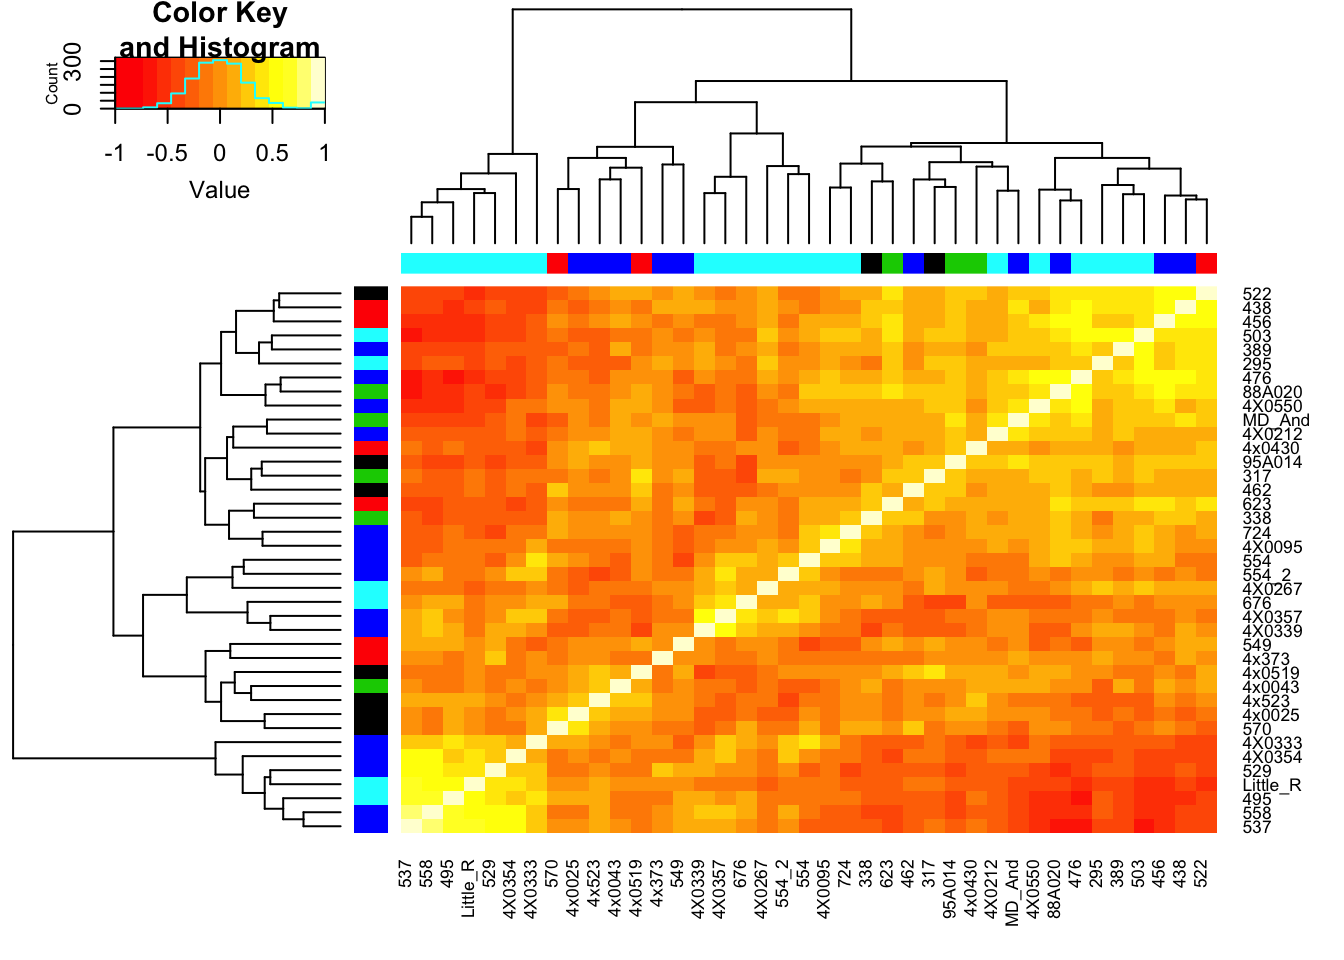 Color Key
and Histogram
Count
0 300
-1 -0.5 0 0.5 1
Value
522
438
456
503
389
295
476
88A020
4X0550
MD_And
4X0212
4x0430
95A014
317
462
623
338
724
4X0095
554
554_2
4X0267
676
4X0357
4X0339
549
4x373
4x0519
4x0043
4x523
4x0025
570
4X0333
4X0354
529
Little_R
495
558
537
537 558 495 Little_R 529 4X0354 4X0333 570 4x0025 4x523 4x0043 4x0519 4x373 549 4X0339 4X0357 676 4X0267 554_2 554 4X0095 724 338 623 462 317 95A014 4x0430 4X0212 MD_And 4X0550 88A020 476 295 389 503 456 438 522